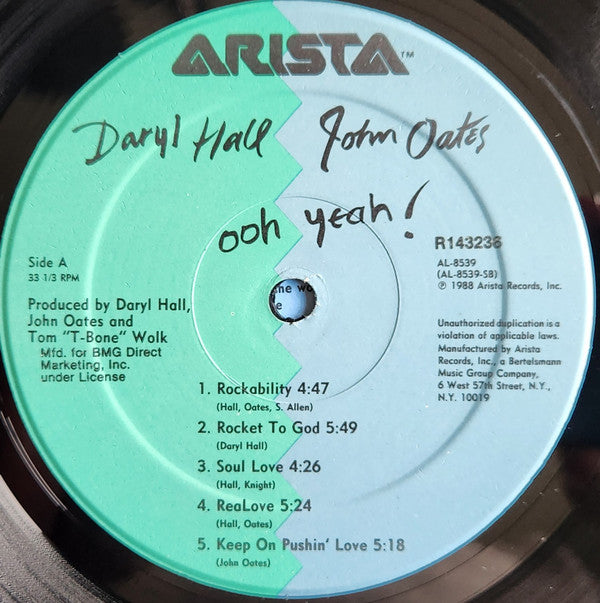 ARISTA™
Daryl Hall John Oates
ooh yeah!
Side A
33 1/3 RPM
Produced by Daryl Hall,
John Oates and
Tom "T-Bone" Wolk
Mfd. for BMG Direct
Marketing, Inc.
under License
R143236
AL-8539
(AL-8539-SB)
℗ 1988 Arista Records, Inc.
Unauthorized duplication is a
violation of applicable laws.
Manufactured by Arista
Records, Inc., a Bertelsmann
Music Group Company,
6 West 57th Street, N.Y.,
N.Y. 10019
1. Rockability 4:47
(Hall, Oates, S. Allen)
2. Rocket To God 5:49
(Daryl Hall)
3. Soul Love 4:26
(Hall, Knight)
4. ReaLove 5:24
(Hall, Oates)
5. Keep On Pushin' Love 5:18
(John Oates)